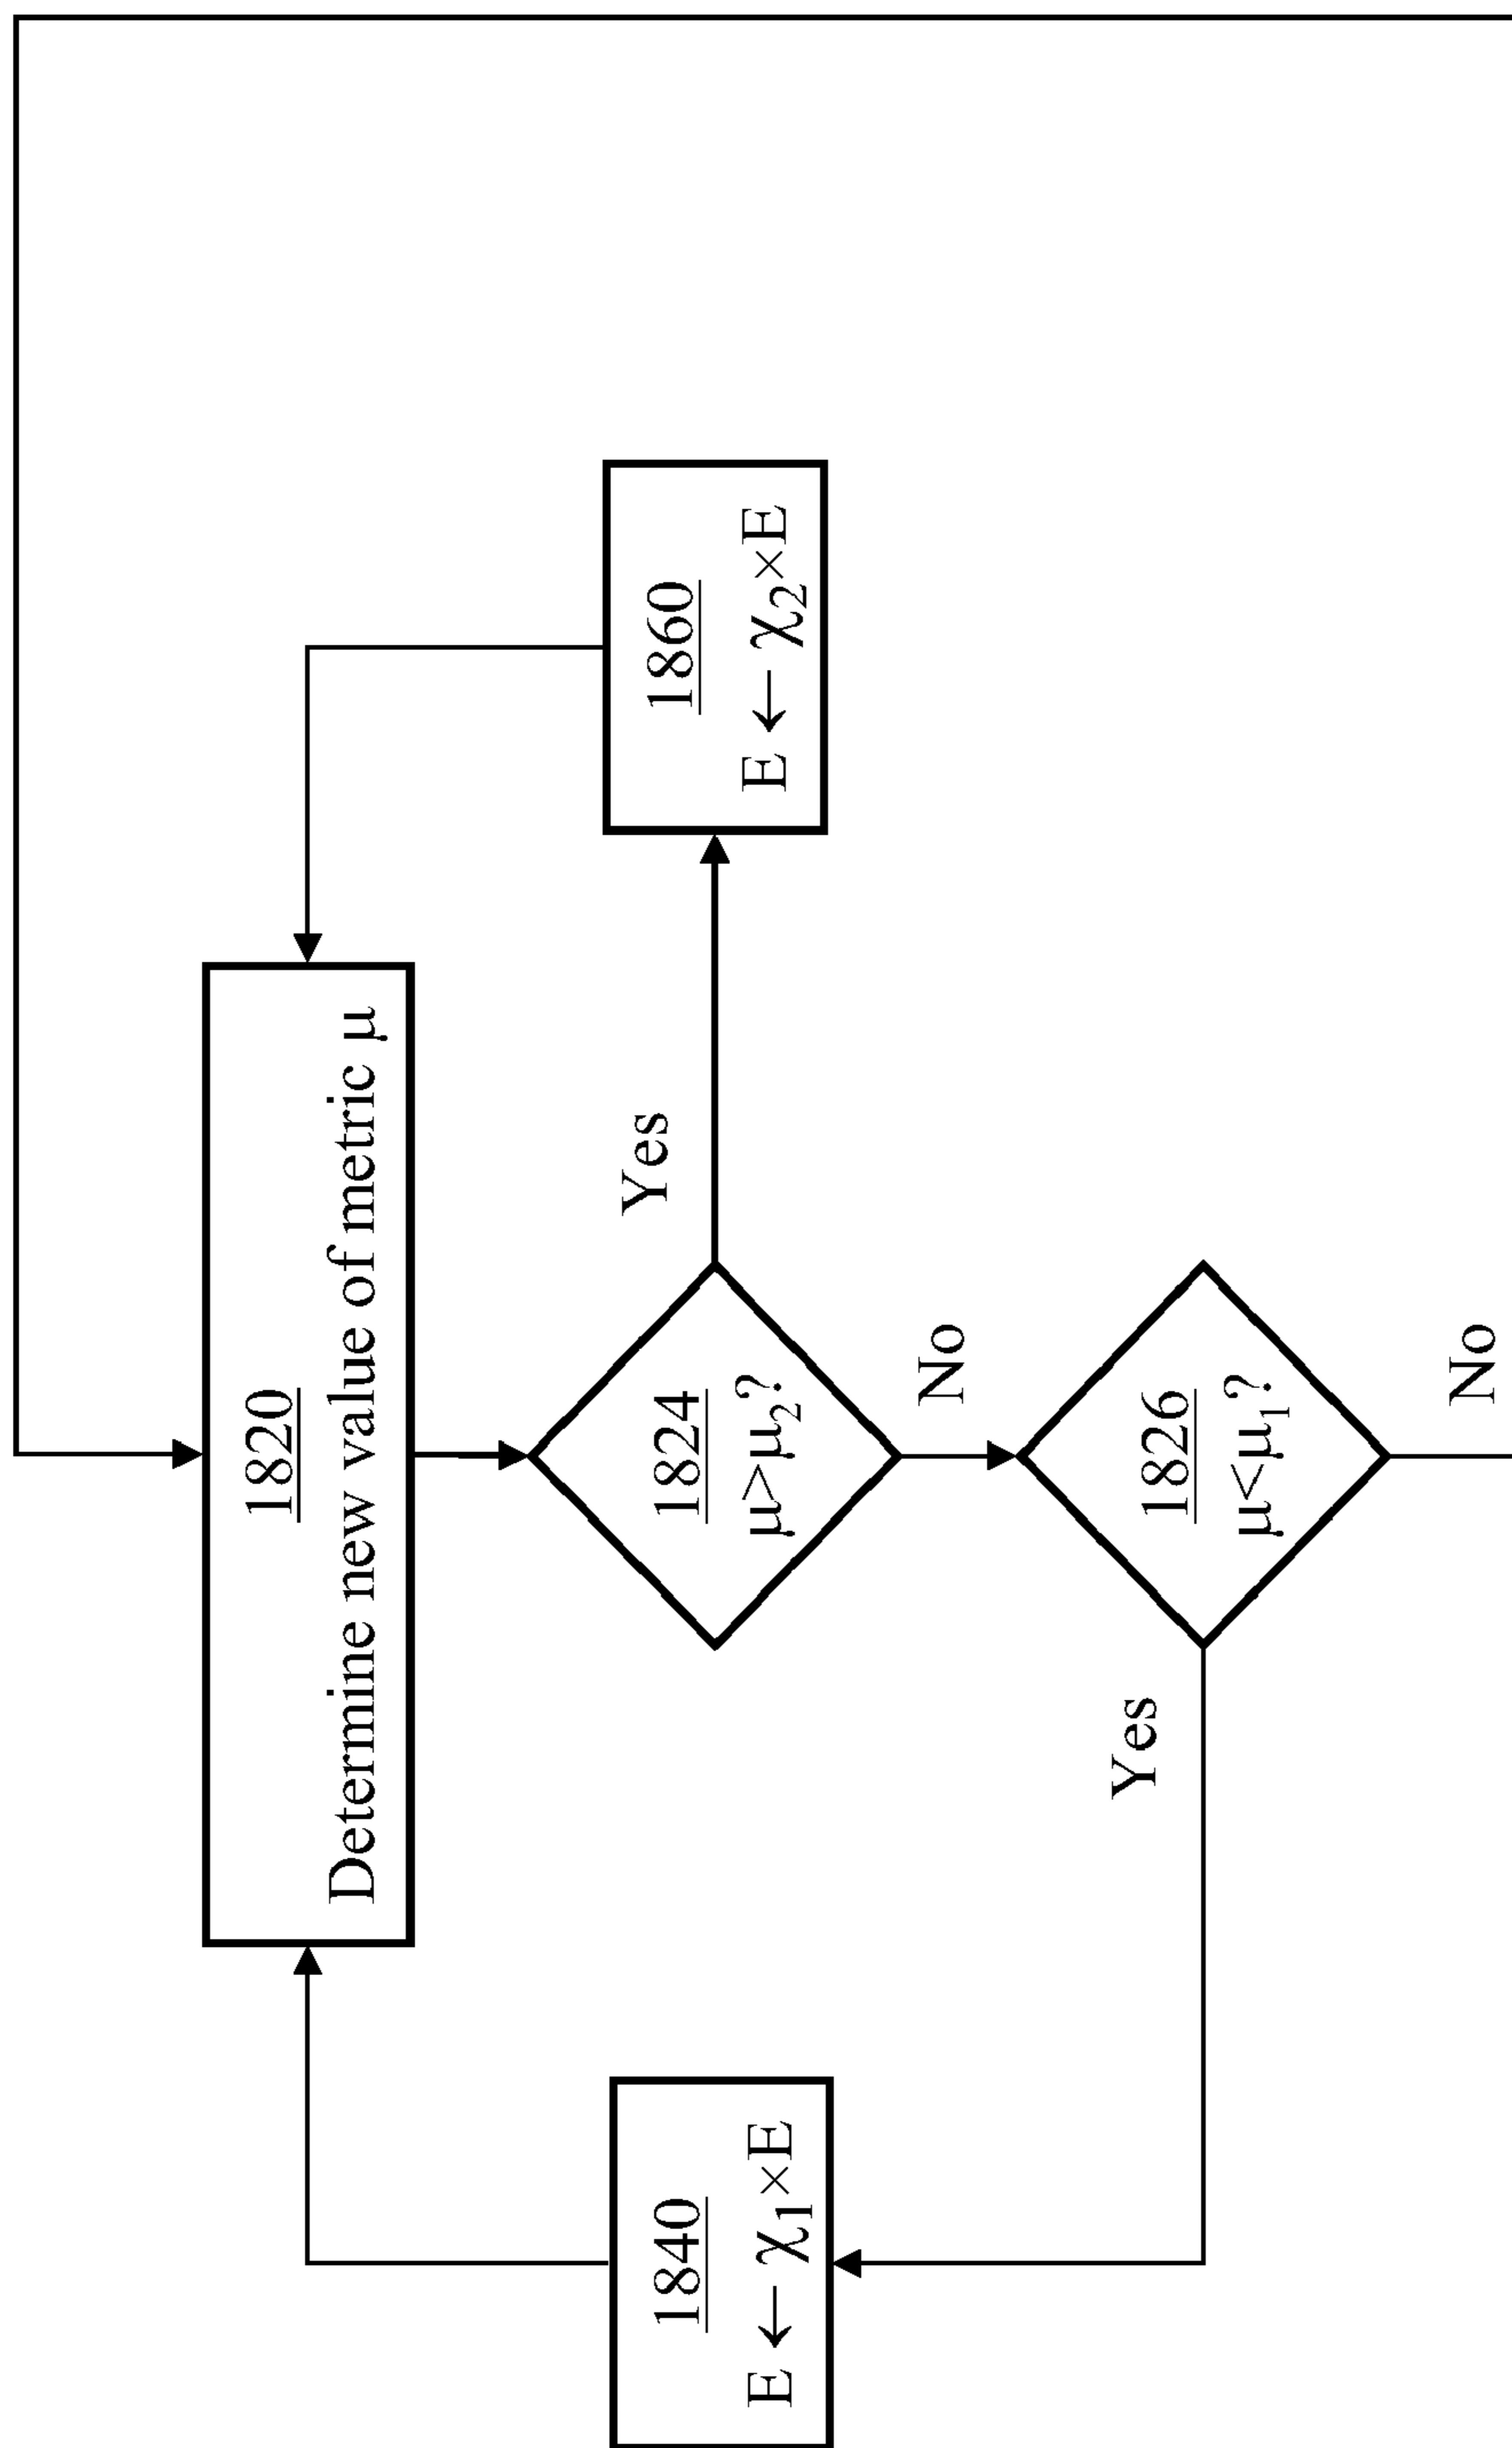 1820
Determine new value of metric μ
1840
E ← χ₁×E
1824
μ>μ₂?
Yes
1860
E ← χ₂×E
No
1826
μ<μ₁?
Yes
No